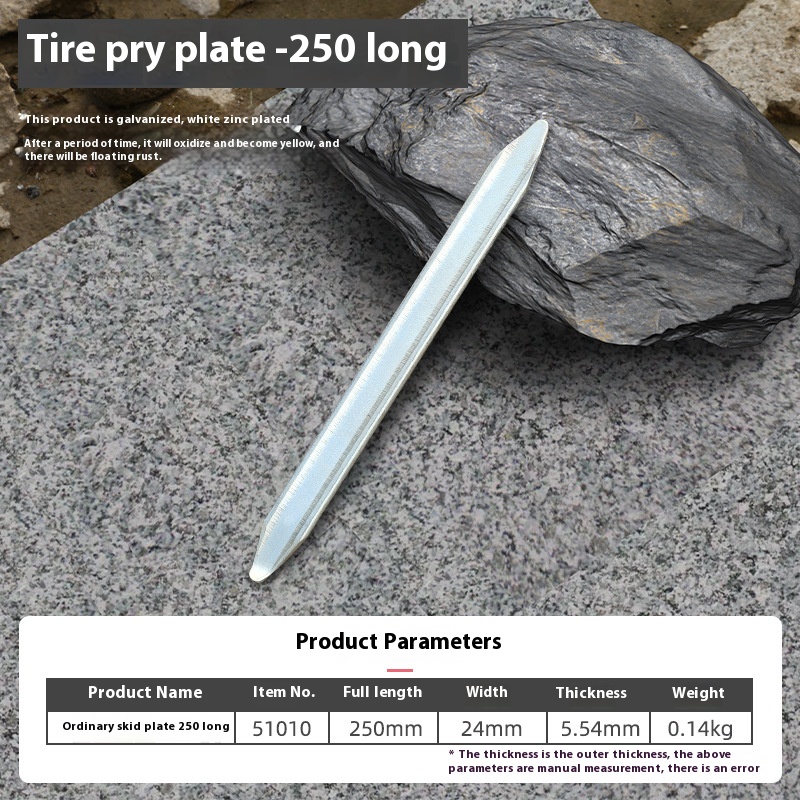 Tire pry plate -250 long
*This product is galvanized, white zinc plated
After a period of time, it will oxidize and become yellow, and
there will be floating rust.
Product Parameters
Product Name Item No. Full length Width Thickness Weight
Ordinary skid plate 250 long 51010 250mm 24mm 5.54mm 0.14kg
* The thickness is the outer thickness, the above
parameters are manual measurement, there is an error